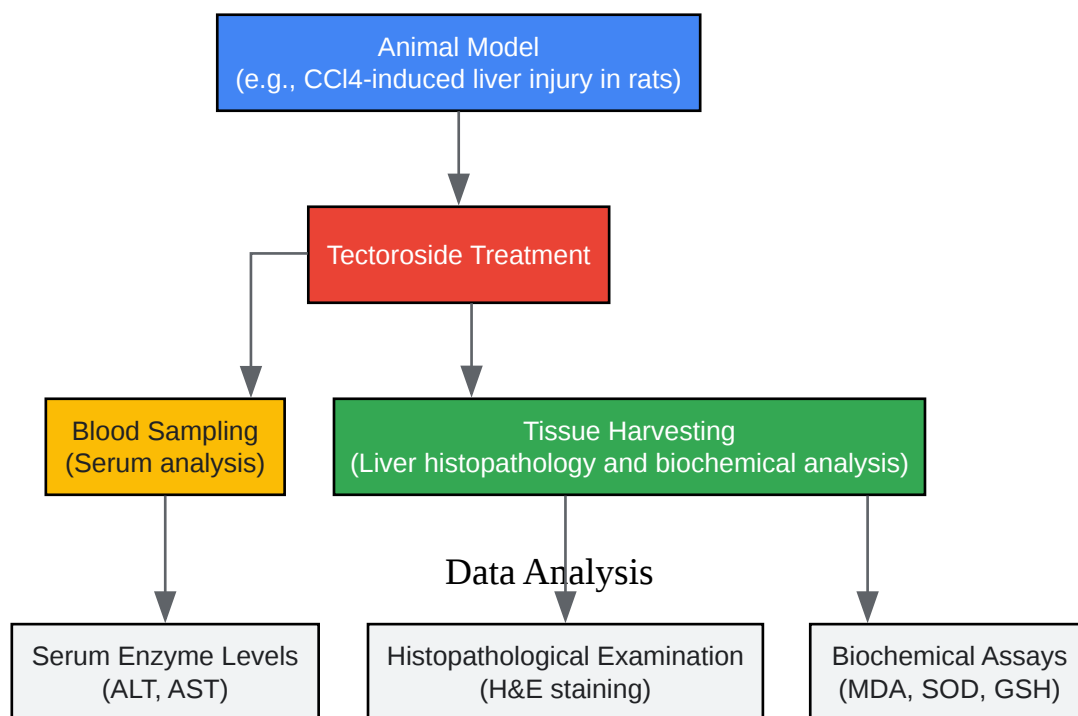 Animal Model
(e.g., CCl4-induced liver injury in rats)
Tectoroside Treatment
Blood Sampling
(Serum analysis)
Tissue Harvesting
(Liver histopathology and biochemical analysis)
Data Analysis
Serum Enzyme Levels
(ALT, AST)
Histopathological Examination
(H&E staining)
Biochemical Assays
(MDA, SOD, GSH)